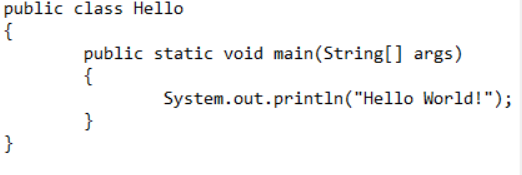 public class Hello
{
        public static void main(String[] args)
        {
                System.out.println("Hello World!");
        }
}